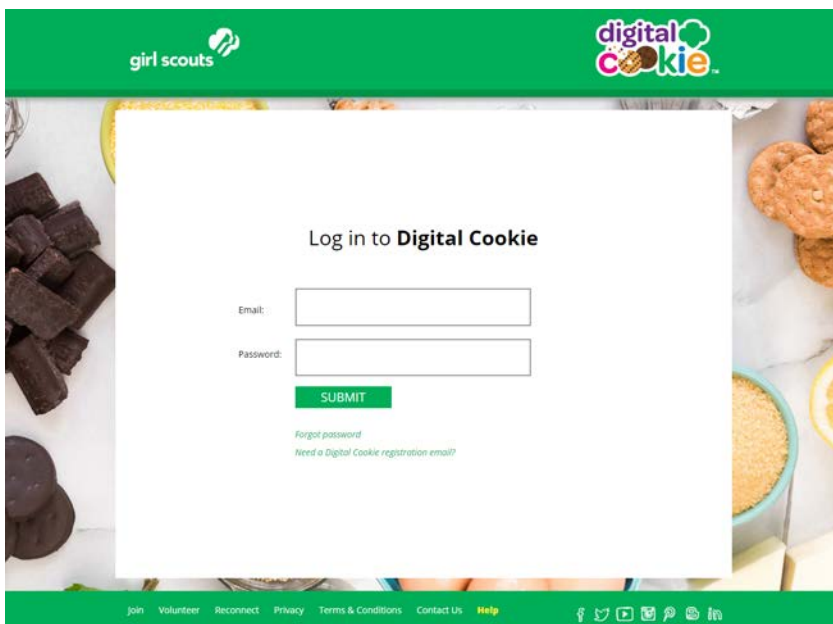 girl scouts
digital
cookie™
Log in to Digital Cookie
Email:
Password:
SUBMIT
Forgot password
Need a Digital Cookie registration email?
Join Volunteer Reconnect Privacy Terms & Conditions Contact Us Help